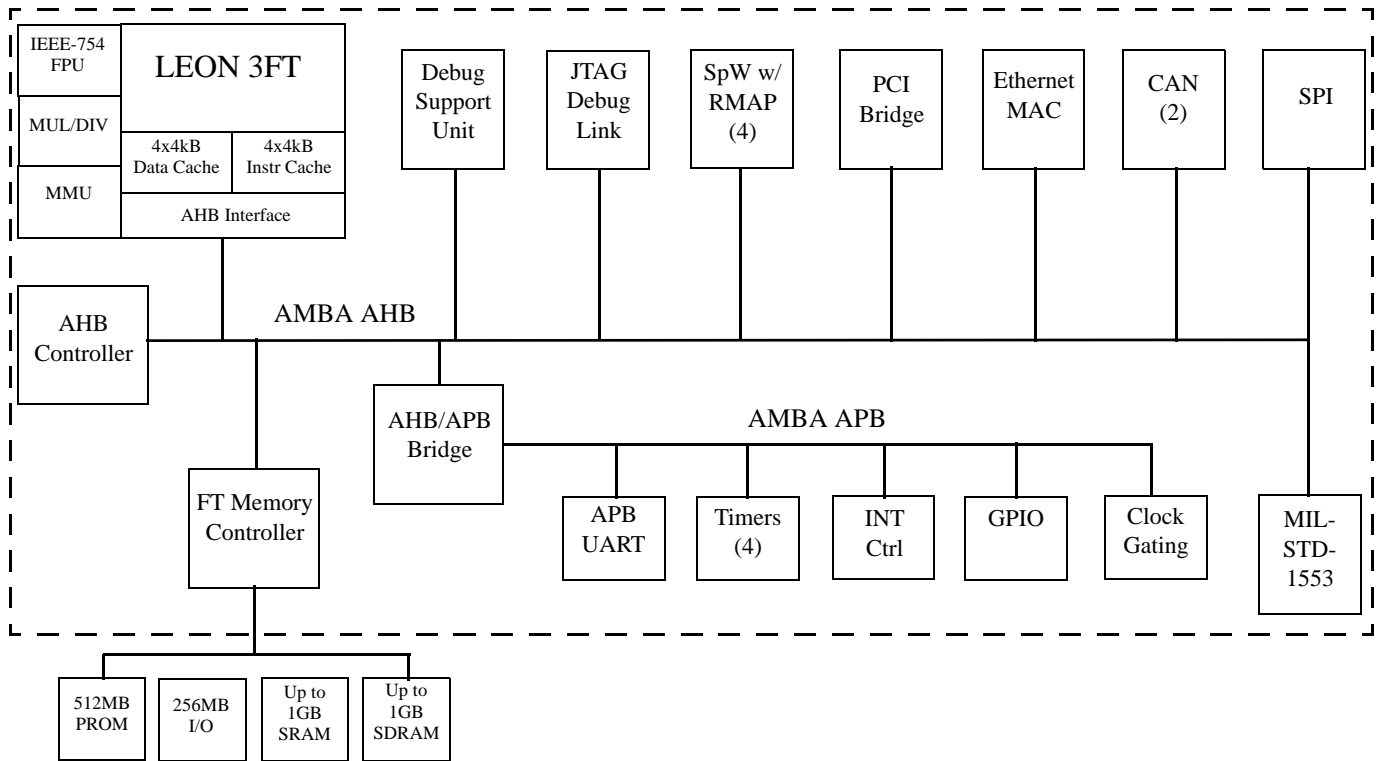 IEEE-754
FPU
LEON 3FT
MUL/DIV
4x4kB
Data Cache
4x4kB
Instr Cache
MMU
AHB Interface
Debug
Support
Unit
JTAG
Debug
Link
SpW w/
RMAP
(4)
PCI
Bridge
Ethernet
MAC
CAN
(2)
SPI
AHB
Controller
AMBA AHB
AHB/APB
Bridge
AMBA APB
FT Memory
Controller
APB
UART
Timers
(4)
INT
Ctrl
GPIO
Clock
Gating
MIL-
STD-
1553
512MB
PROM
256MB
I/O
Up to
1GB
SRAM
Up to
1GB
SDRAM